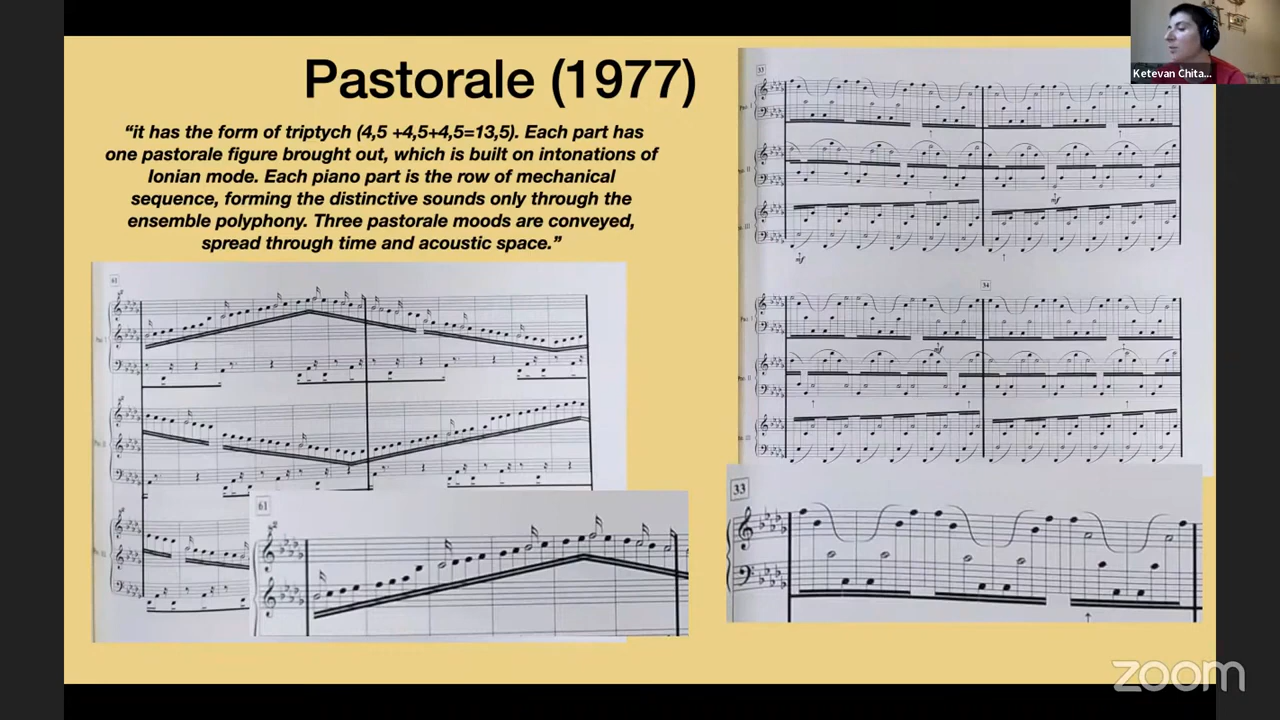 Pastorale (1977)
“it has the form of triptych (4,5 +4,5+4,5=13,5). Each part has
one pastorale figure brought out, which is built on intonations of
Ionian mode. Each piano part is the row of mechanical
sequence, forming the distinctive sounds only through the
ensemble polyphony. Three pastorale moods are conveyed,
spread through time and acoustic space.”
Ketevan Chita...
33
mf
mf
34
mf
61
61
33
zoom